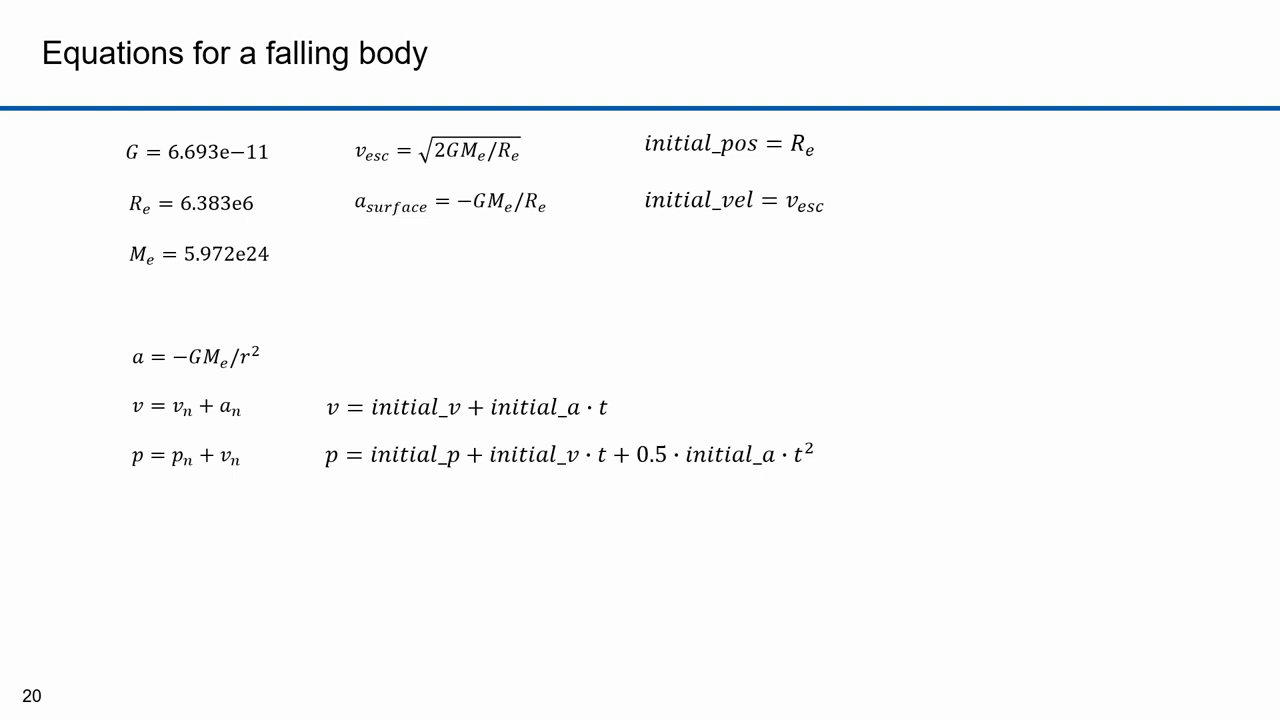 Equations for a falling body
G = 6.693e−11
v_esc = √(2GM_e/R_e)
initial_pos = R_e
R_e = 6.383e6
a_surface = −GM_e/R_e
initial_vel = v_esc
M_e = 5.972e24
a = −GM_e/r²
v = v_n + a_n
v = initial_v + initial_a · t
p = p_n + v_n
p = initial_p + initial_v · t + 0.5 · initial_a · t²
20